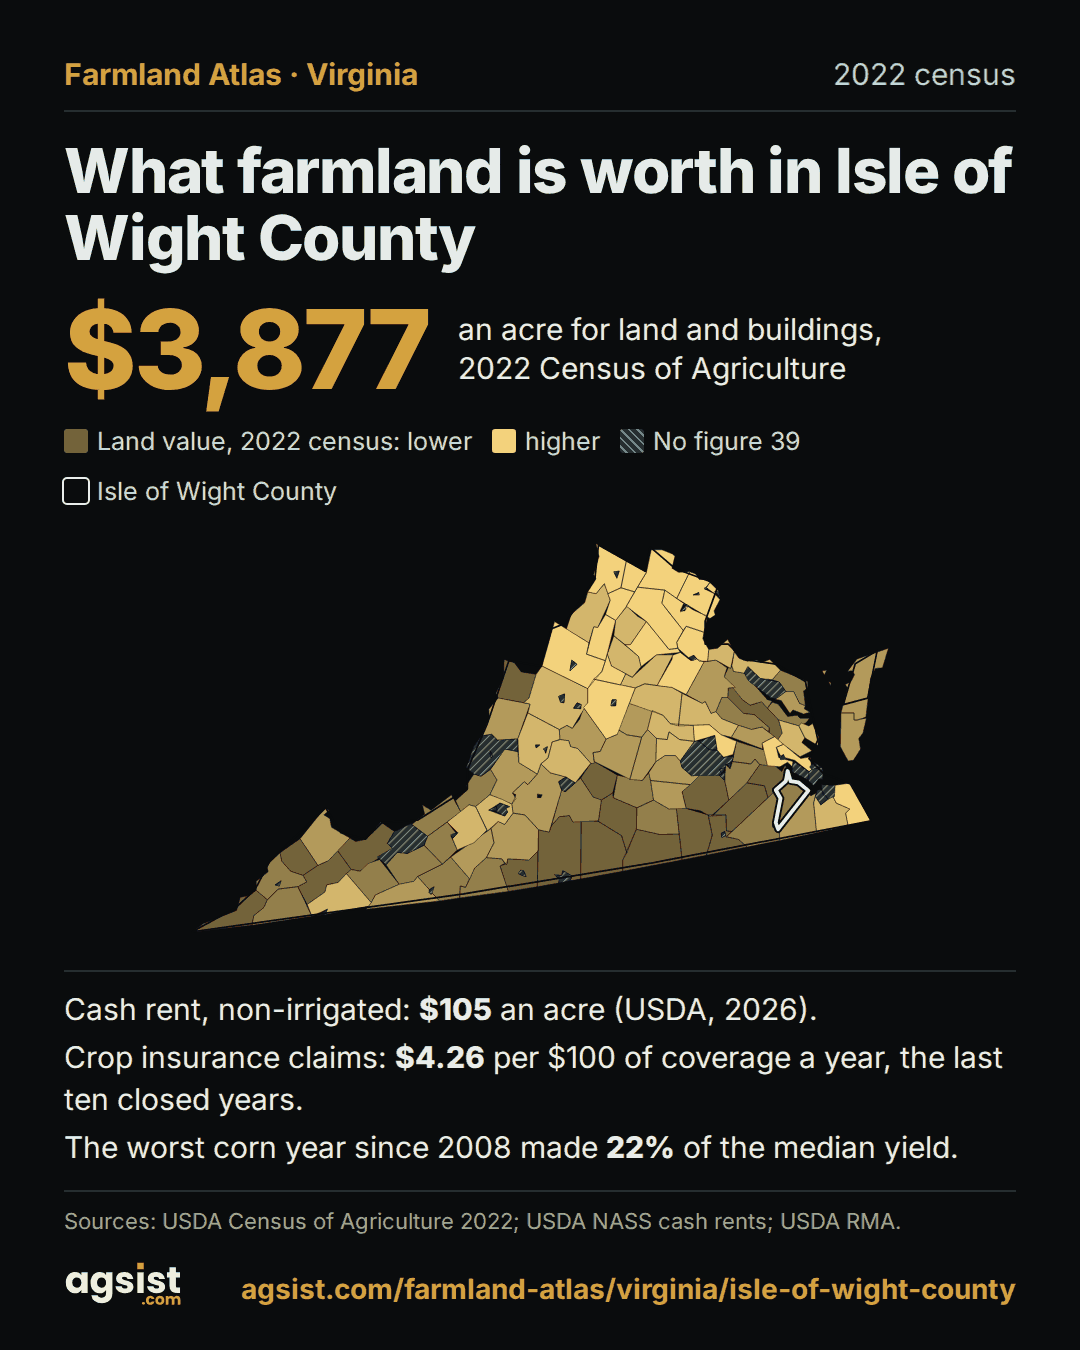 Farmland Atlas · Virginia
2022 census
What farmland is worth in Isle of
Wight County
$3,877
an acre for land and buildings,
2022 Census of Agriculture
Land value, 2022 census: lower
higher
No figure 39
Isle of Wight County
Cash rent, non-irrigated: $105 an acre (USDA, 2026).
Crop insurance claims: $4.26 per $100 of coverage a year, the last
ten closed years.
The worst corn year since 2008 made 22% of the median yield.
Sources: USDA Census of Agriculture 2022; USDA NASS cash rents; USDA RMA.
agsist
.com
agsist.com/farmland-atlas/virginia/isle-of-wight-county